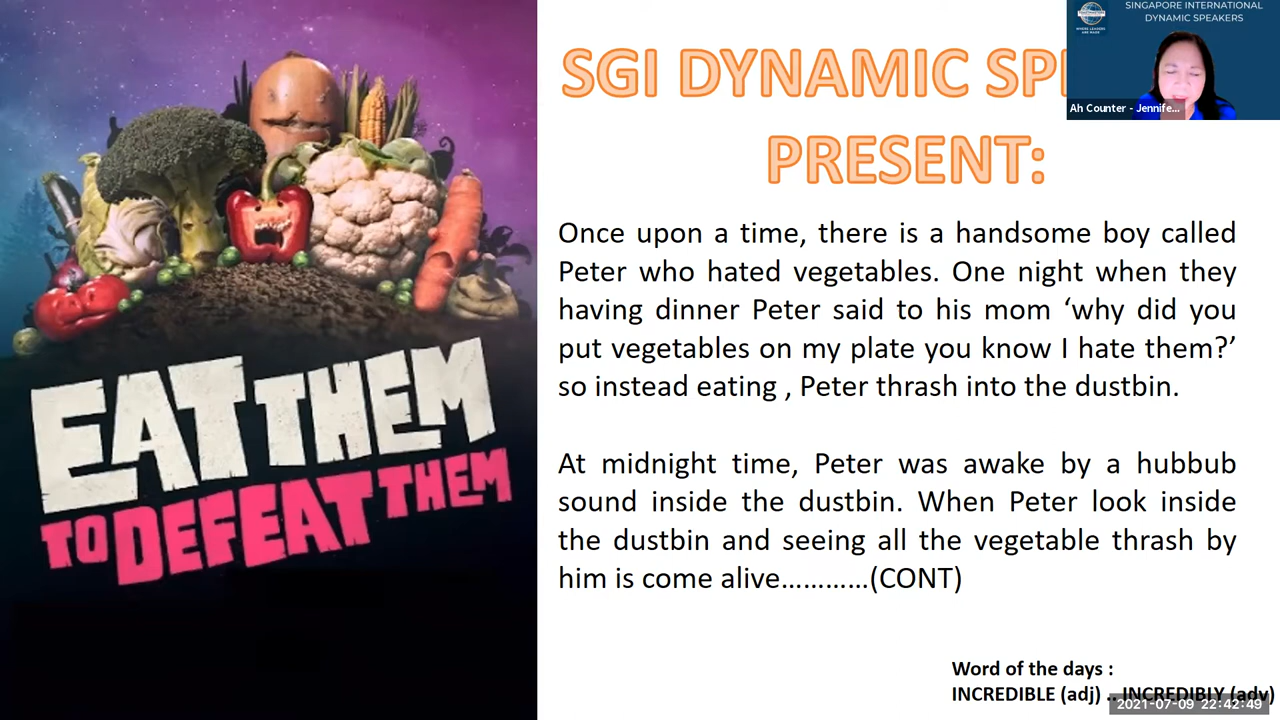 SINGAPORE INTERNATIONAL
DYNAMIC SPEAKERS
SGI DYNAMIC SP
Ah Counter - Jennife...
PRESENT:
Once upon a time, there is a handsome boy called
Peter who hated vegetables. One night when they
having dinner Peter said to his mom ‘why did you
put vegetables on my plate you know I hate them?’
so instead eating , Peter thrash into the dustbin.
At midnight time, Peter was awake by a hubbub
sound inside the dustbin. When Peter look inside
the dustbin and seeing all the vegetable thrash by
him is come alive…………(CONT)
EAT THEM
TO DEFEAT THEM
Word of the days :
INCREDIBLE (adj) .. INCREDIBIY (adv)
2021-07-09 22:42:49